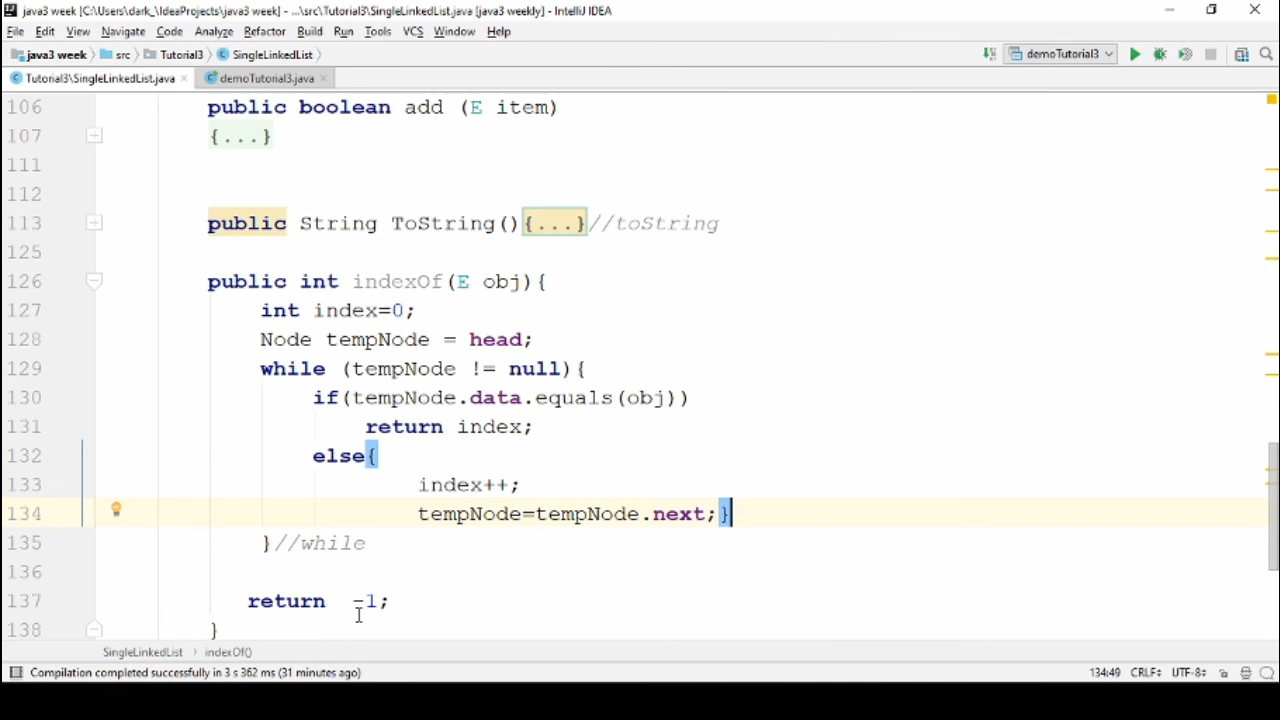 java3 week [C:\Users\dark_\IdeaProjects\java3 week] - ...\src\Tutorial3\SingleLinkedList.java [java3 weekly] - IntelliJ IDEA
File Edit View Navigate Code Analyze Refactor Build Run Tools VCS Window Help
java3 week src Tutorial3 SingleLinkedList demoTutorial3
Tutorial3\SingleLinkedList.java demoTutorial3.java
106 public boolean add (E item)
107 {...}
111
112
113 public String ToString(){...}//toString
125
126 public int indexOf(E obj){
127 int index=0;
128 Node tempNode = head;
129 while (tempNode != null){
130 if(tempNode.data.equals(obj))
131 return index;
132 else{
133 index++;
134 tempNode=tempNode.next;}
135 }//while
136
137 return -1;
138 }
SingleLinkedList indexOf()
Compilation completed successfully in 3 s 362 ms (31 minutes ago) 134:49 CRLF UTF-8